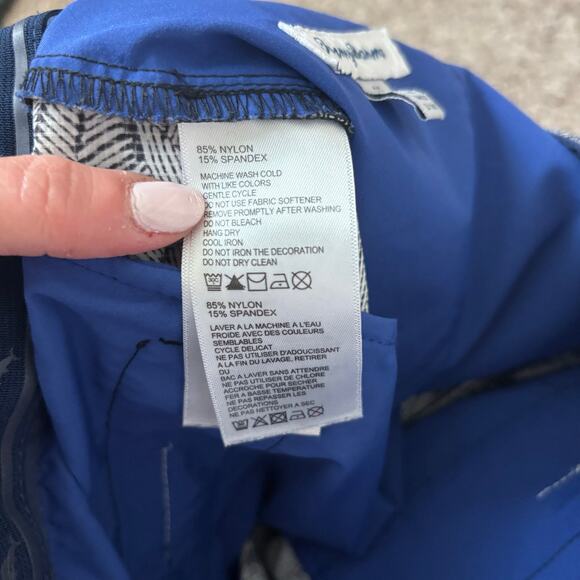 85% NYLON
15% SPANDEX
MACHINE WASH COLD
WITH LIKE COLORS
GENTLE CYCLE
DO NOT USE FABRIC SOFTENER
REMOVE PROMPTLY AFTER WASHING
DO NOT BLEACH
HANG DRY
COOL IRON
DO NOT IRON THE DECORATION
DO NOT DRY CLEAN
30C
85% NYLON
15% SPANDEX
LAVER A LA MACHINE A L'EAU
FROIDE AVEC DES COULEURS
SEMBLABLES
CYCLE DELICAT
NE PAS UTILISER D'ADOUCISSANT
A LA FIN DU LAVAGE, RETIRER
DU
BAC A LAVER SANS ATTENDRE
NE PAS UTILISER DE CHLORE
ACCROCHE POUR SECHER
FER A BASSE TEMPERATURE
NE PAS REPASSER LES
DECORATIONS
NE PAS NETTOYER A SEC